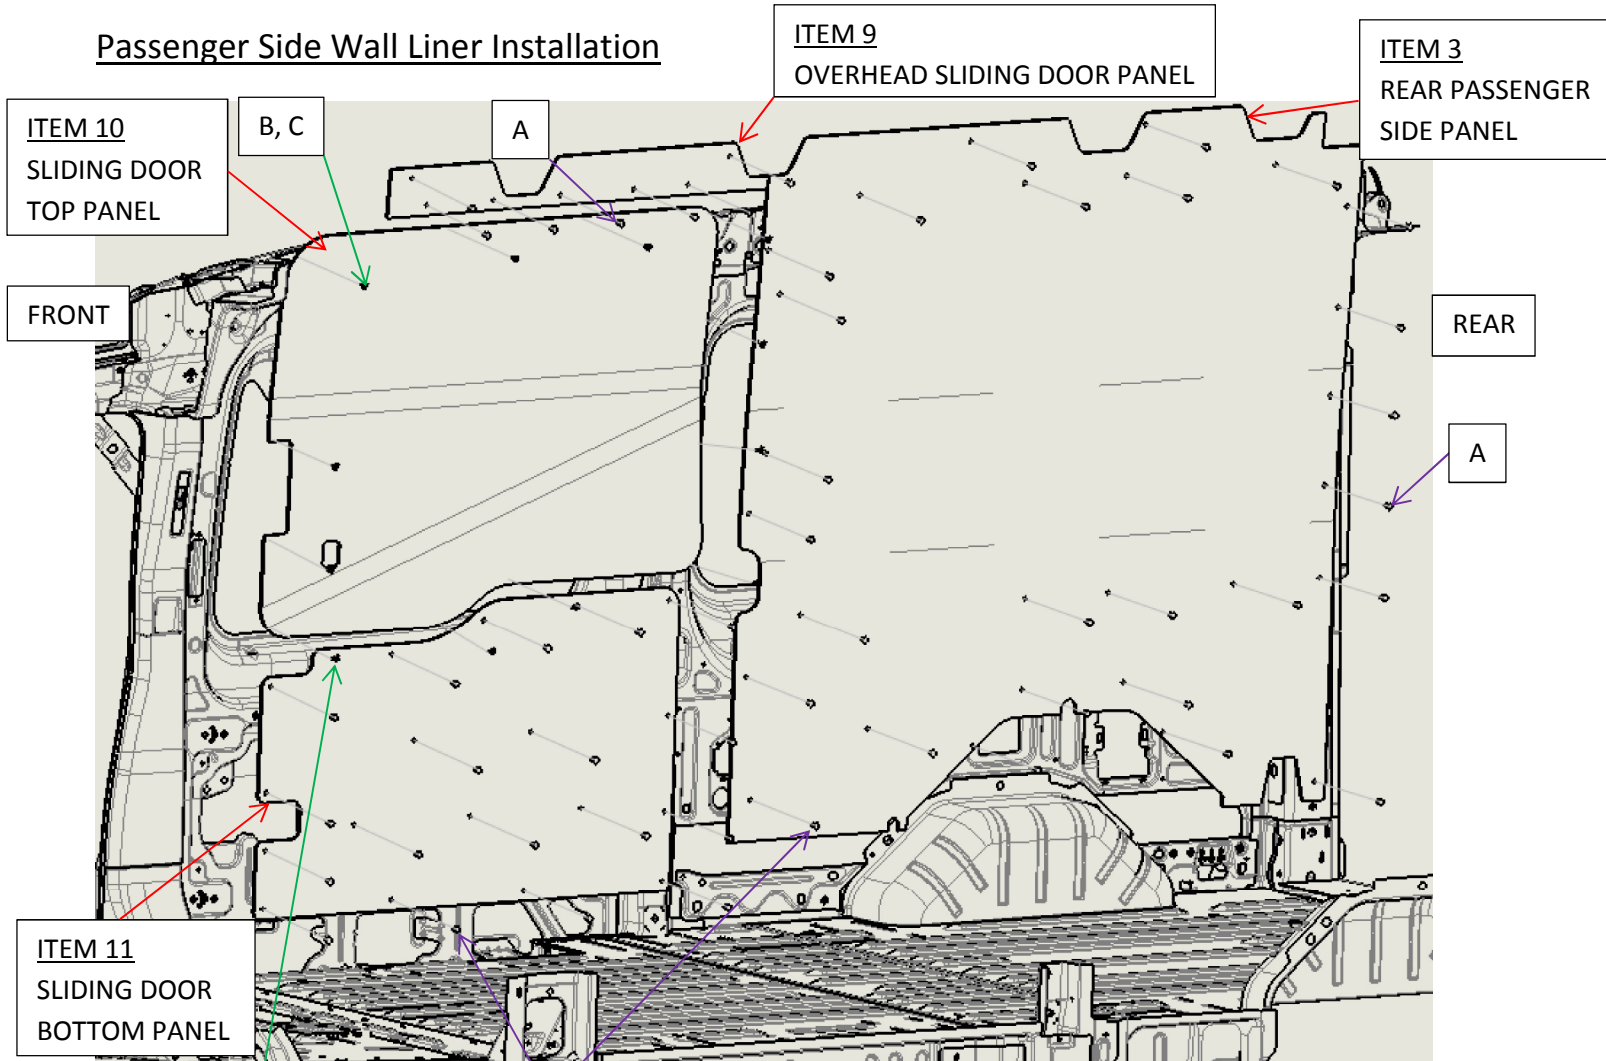 Passenger Side Wall Liner Installation
ITEM 9
OVERHEAD SLIDING DOOR PANEL
ITEM 3
REAR PASSENGER
SIDE PANEL
ITEM 10
SLIDING DOOR
TOP PANEL
B, C
A
FRONT
REAR
A
ITEM 11
SLIDING DOOR
BOTTOM PANEL